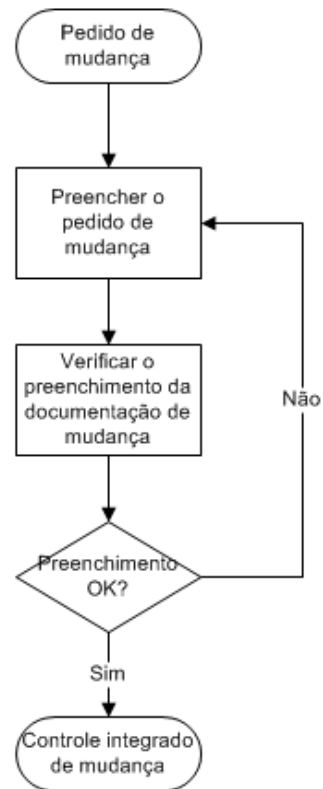 Pedido de
mudança
Preencher o
pedido de
mudança
Verificar o
preenchimento da
documentação de
mudança
Não
Preenchimento
OK?
Sim
Controle integrado
de mudança